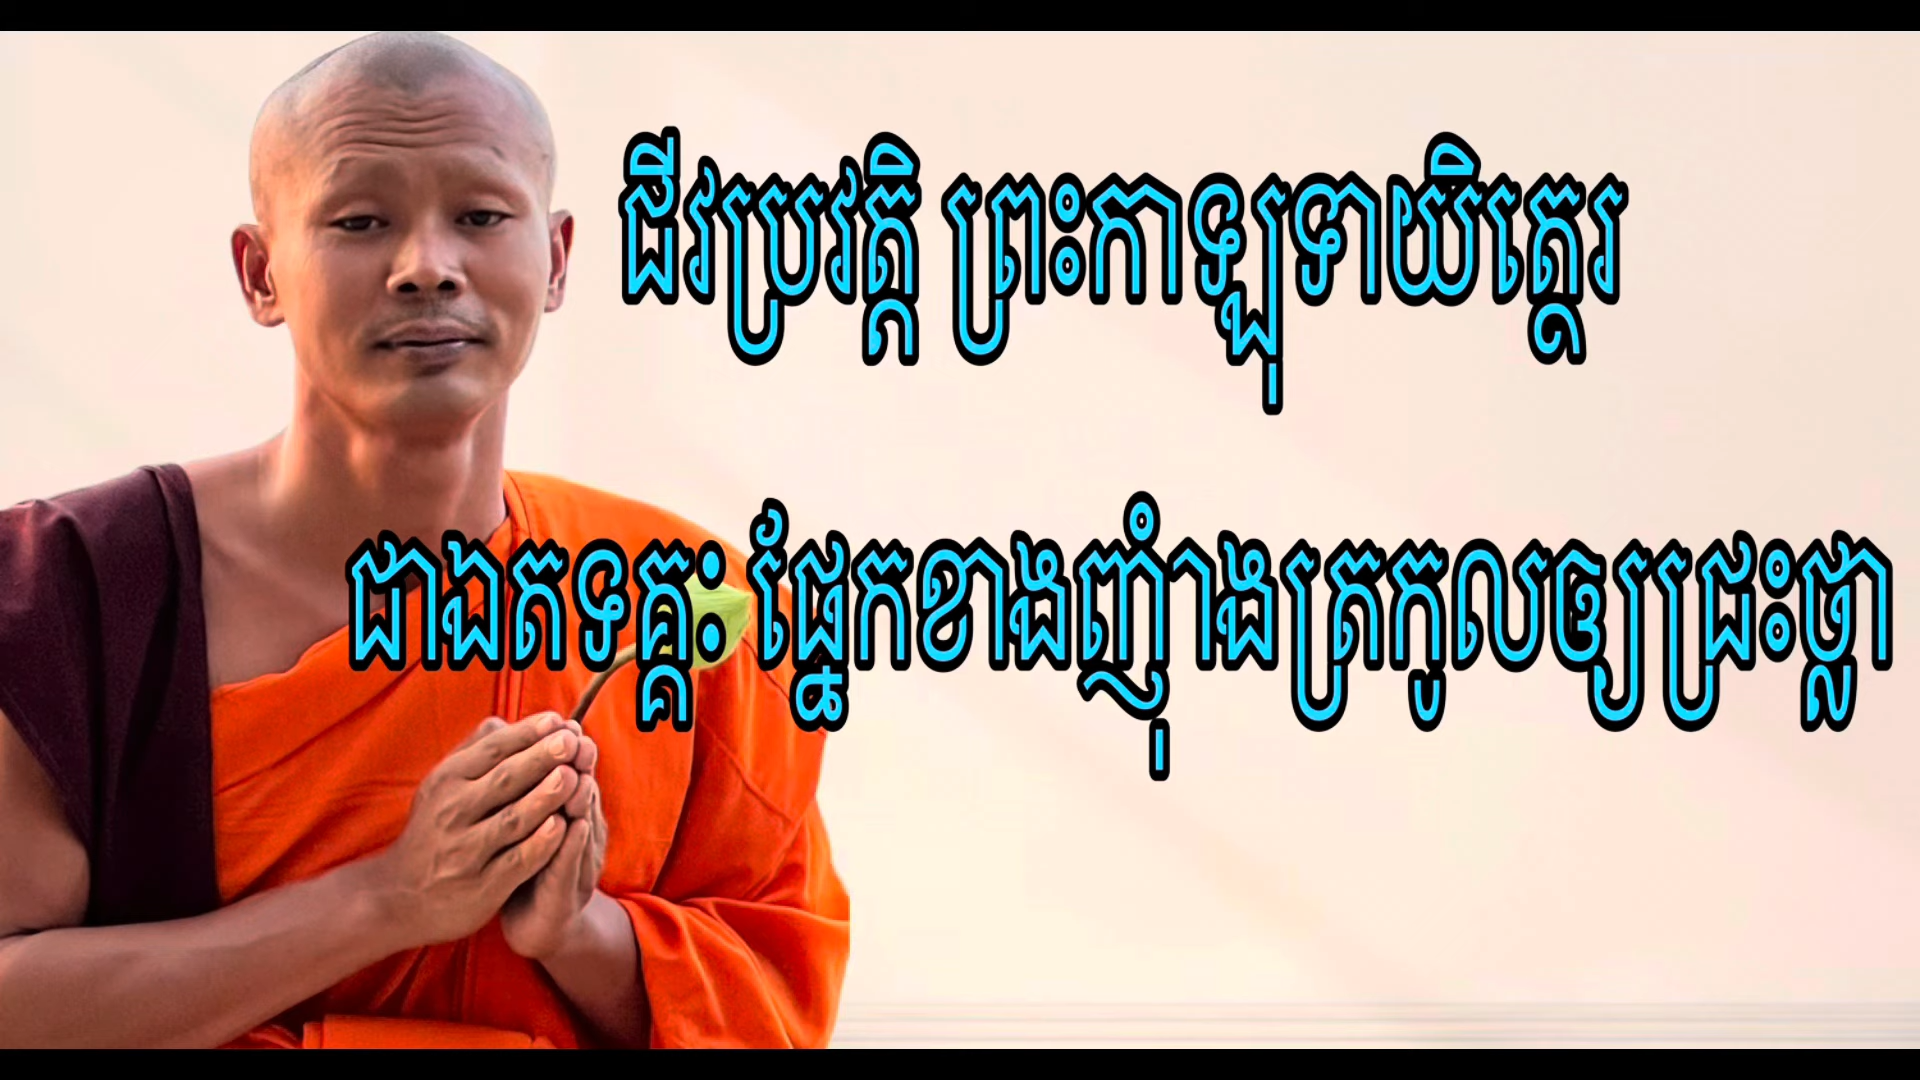 ជីវប្រវត្តិ ព្រះកាឡុទាយិត្ថេរ
ជាឯតទគ្គៈ ផ្នែកខាងញុំាងត្រកូលឲ្យជ្រះថ្លា